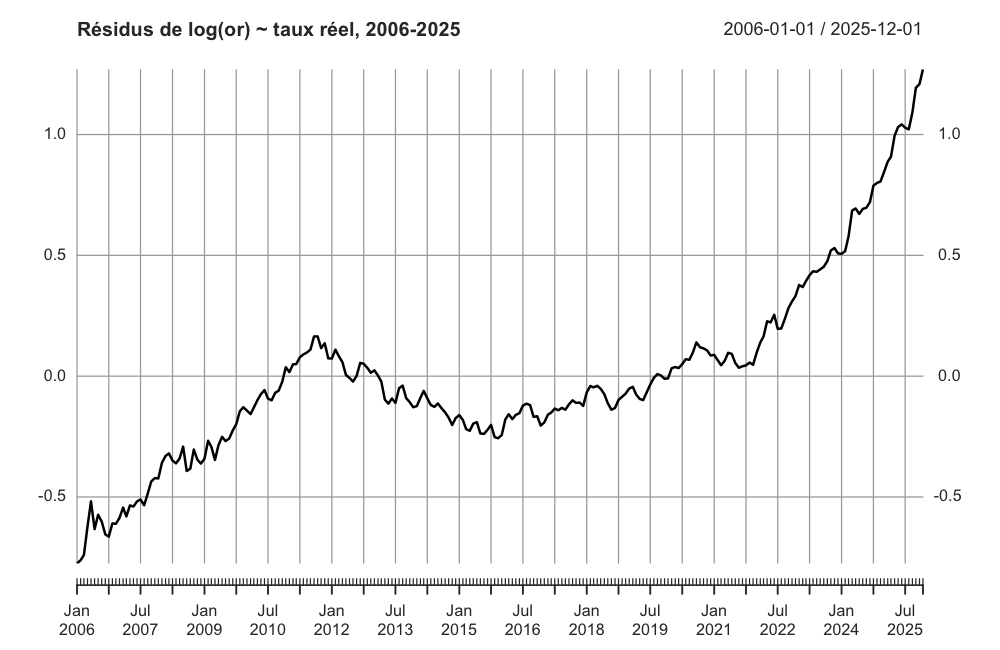 Résidus de log(or) ~ taux réel, 2006-2025
2006-01-01 / 2025-12-01
1.0 1.0
0.5 0.5
0.0 0.0
-0.5 -0.5
Jan Jul Jan Jul Jan Jul Jan Jul Jan Jul Jan Jul Jan Jul
2006 2007 2009 2010 2012 2013 2015 2016 2018 2019 2021 2022 2024 2025